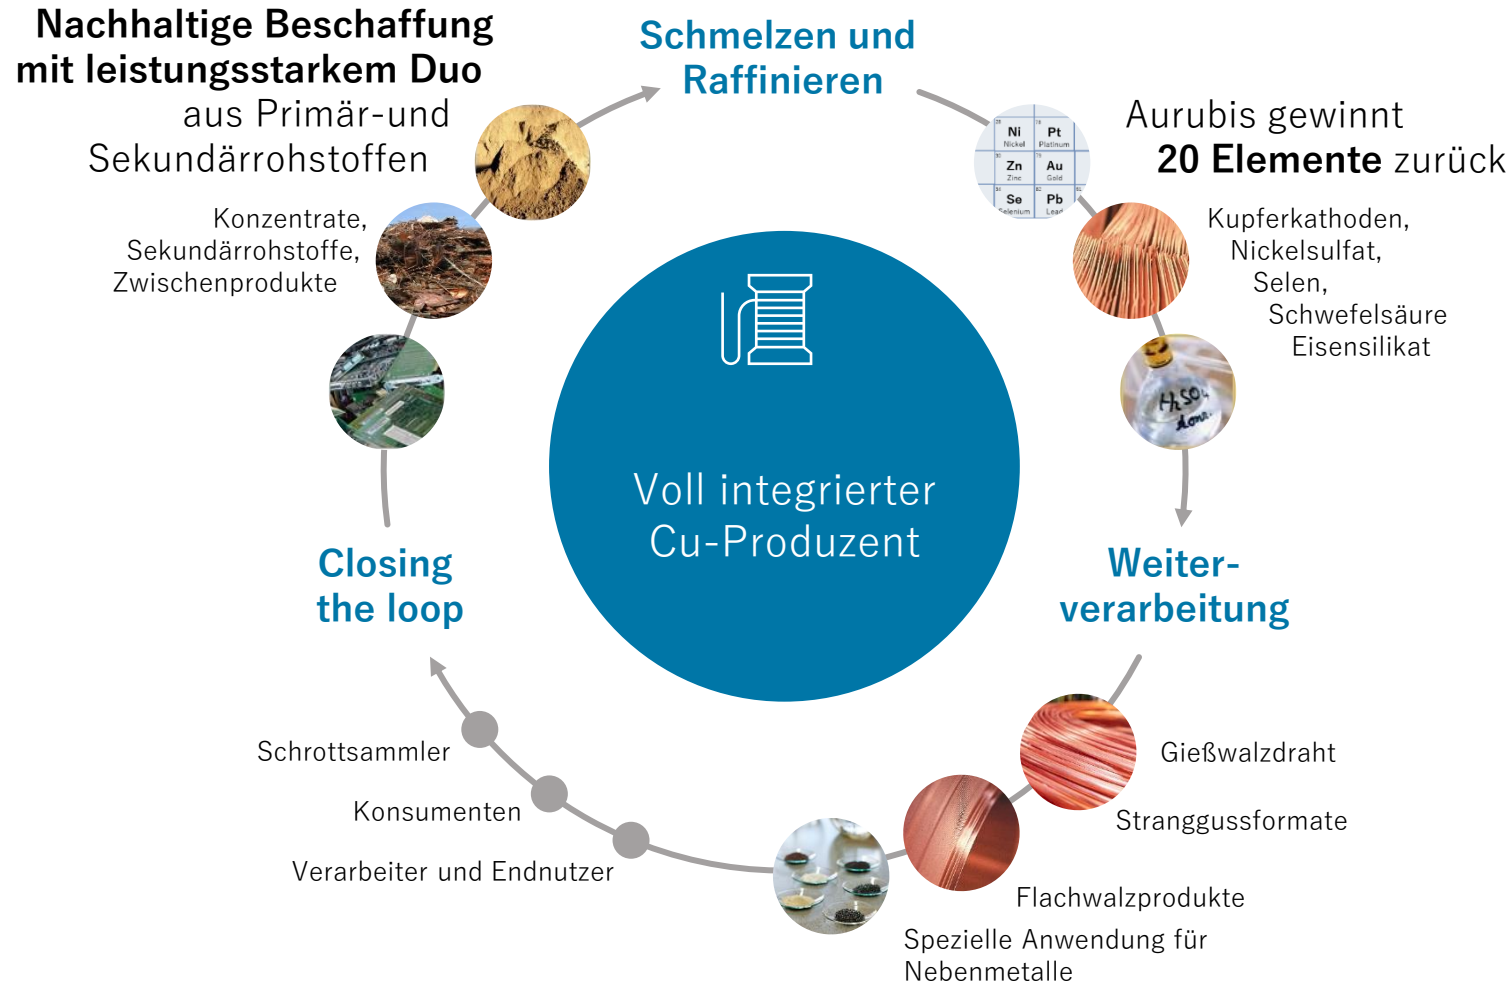 Nachhaltige Beschaffung
mit leistungsstarkem Duo
aus Primär-und
Sekundärrohstoffen
Konzentrate,
Sekundärrohstoffe,
Zwischenprodukte
Schmelzen und
Raffinieren
Ni
Nickel
Pt
Platinum
Zn
Zinc
Au
Gold
Se
Selenium
Pb
Lead
Aurubis gewinnt
20 Elemente zurück
Kupferkathoden,
Nickelsulfat,
Selen,
Schwefelsäure
Eisensilikat
H₂SO₄
Voll integrierter
Cu-Produzent
Closing
the loop
Weiter-
verarbeitung
Schrottsammler
Konsumenten
Verarbeiter und Endnutzer
Gießwalzdraht
Stranggussformate
Flachwalzprodukte
Spezielle Anwendung für
Nebenmetalle